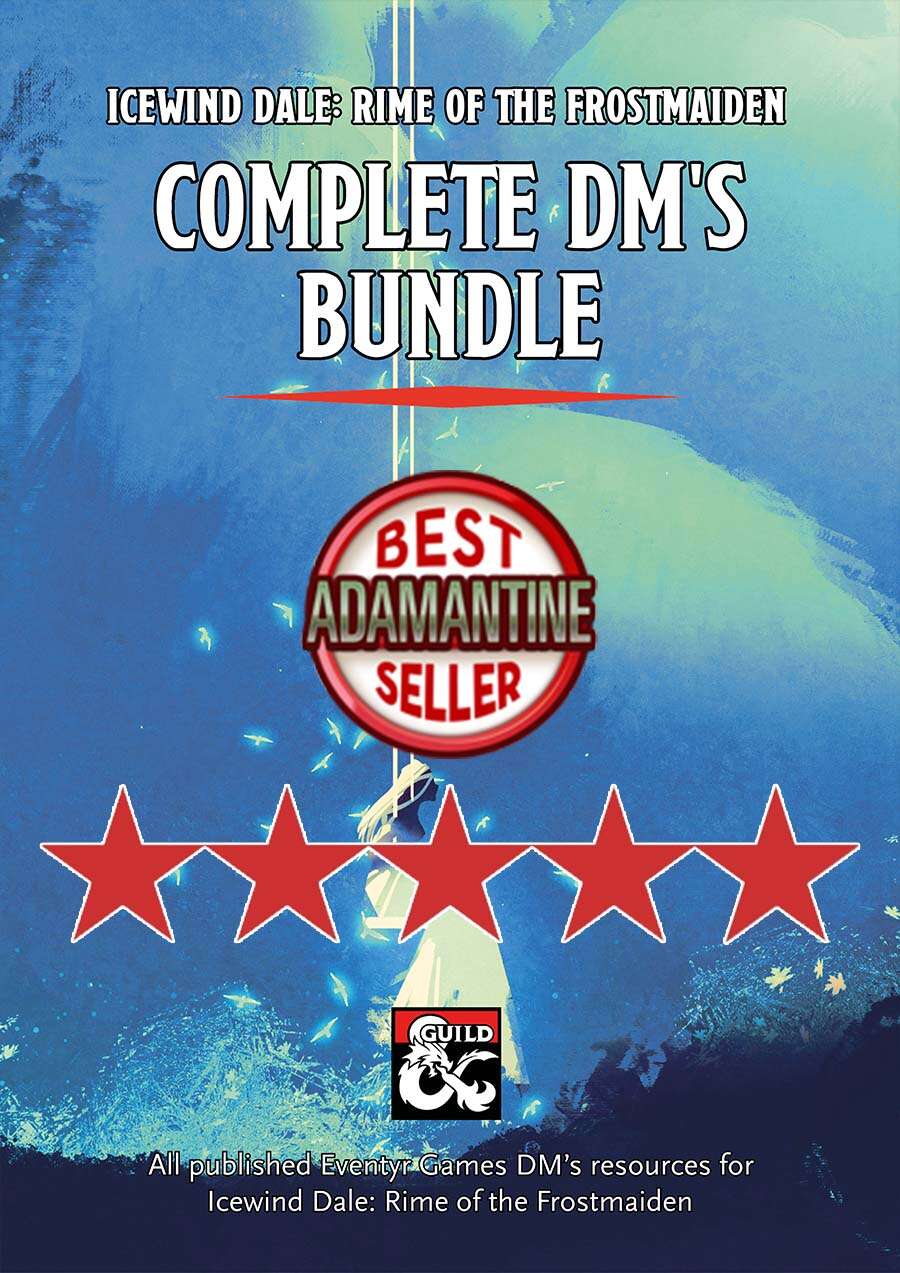 ICEWIND DALE: RIME OF THE FROSTMAIDEN
COMPLETE DM'S
BUNDLE
BEST
ADAMANTINE
SELLER
GUILD
All published Eventyr Games DM's resources for
Icewind Dale: Rime of the Frostmaiden